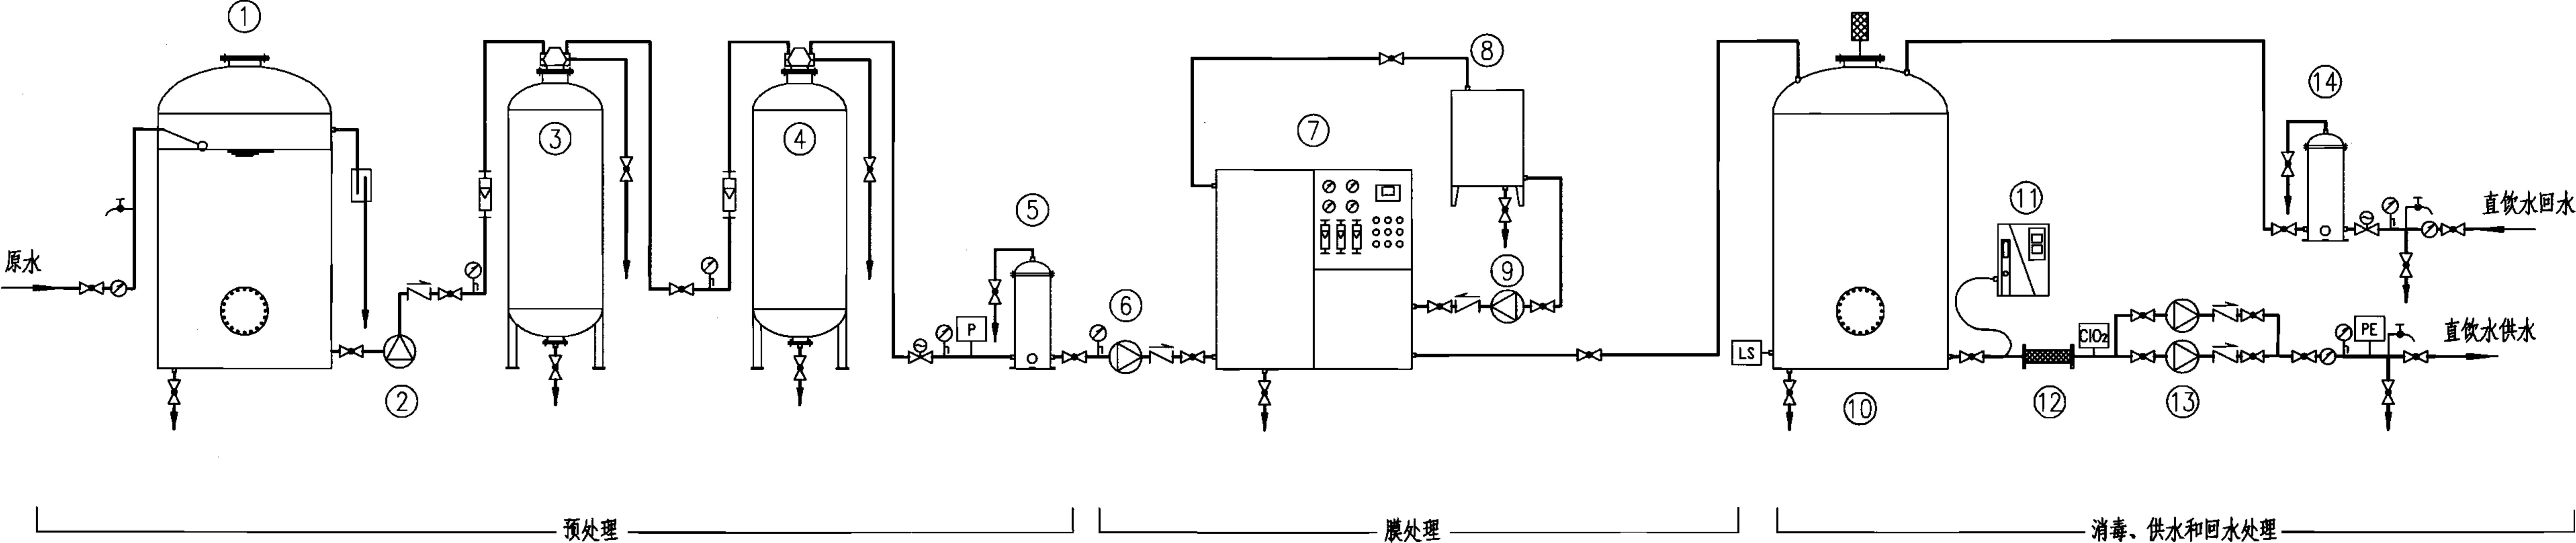 ①
⑧
⑭
③
④
⑦
⑤
⑪
直饮水回水
原水
⑨
⑥
P
ClO₂
PE
直饮水供水
LS
②
⑩
⑫
⑬
预处理
膜处理
消毒、供水和回水处理